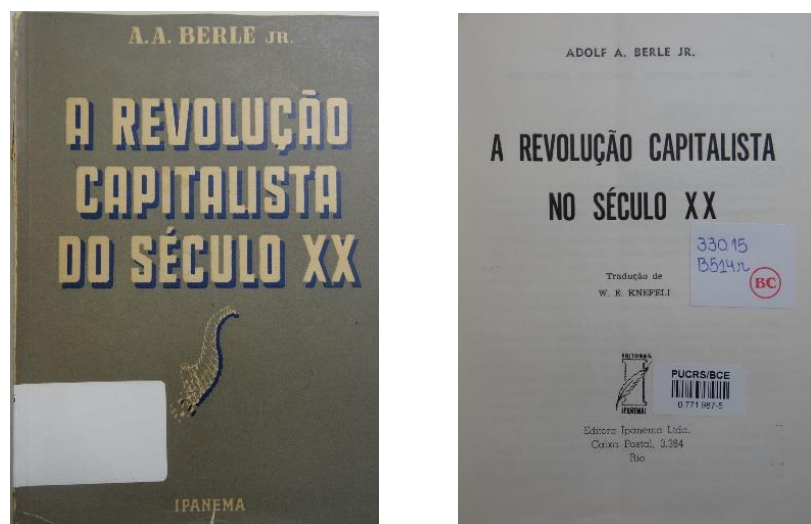 A.A. BERLE JR.
A REVOLUÇÃO
CAPITALISTA
DO SÉCULO XX
IPANEMA
ADOLF A. BERLE JR.
A REVOLUÇÃO CAPITALISTA
NO SÉCULO XX
330.15
B514r
BC
Tradução de
W. E. KNEFELI
EDITORA
IPANEMA
PUCRS/BCE
0.771.987-5
Editora Ipanema Ltda.
Caixa Postal, 3.384
Rio